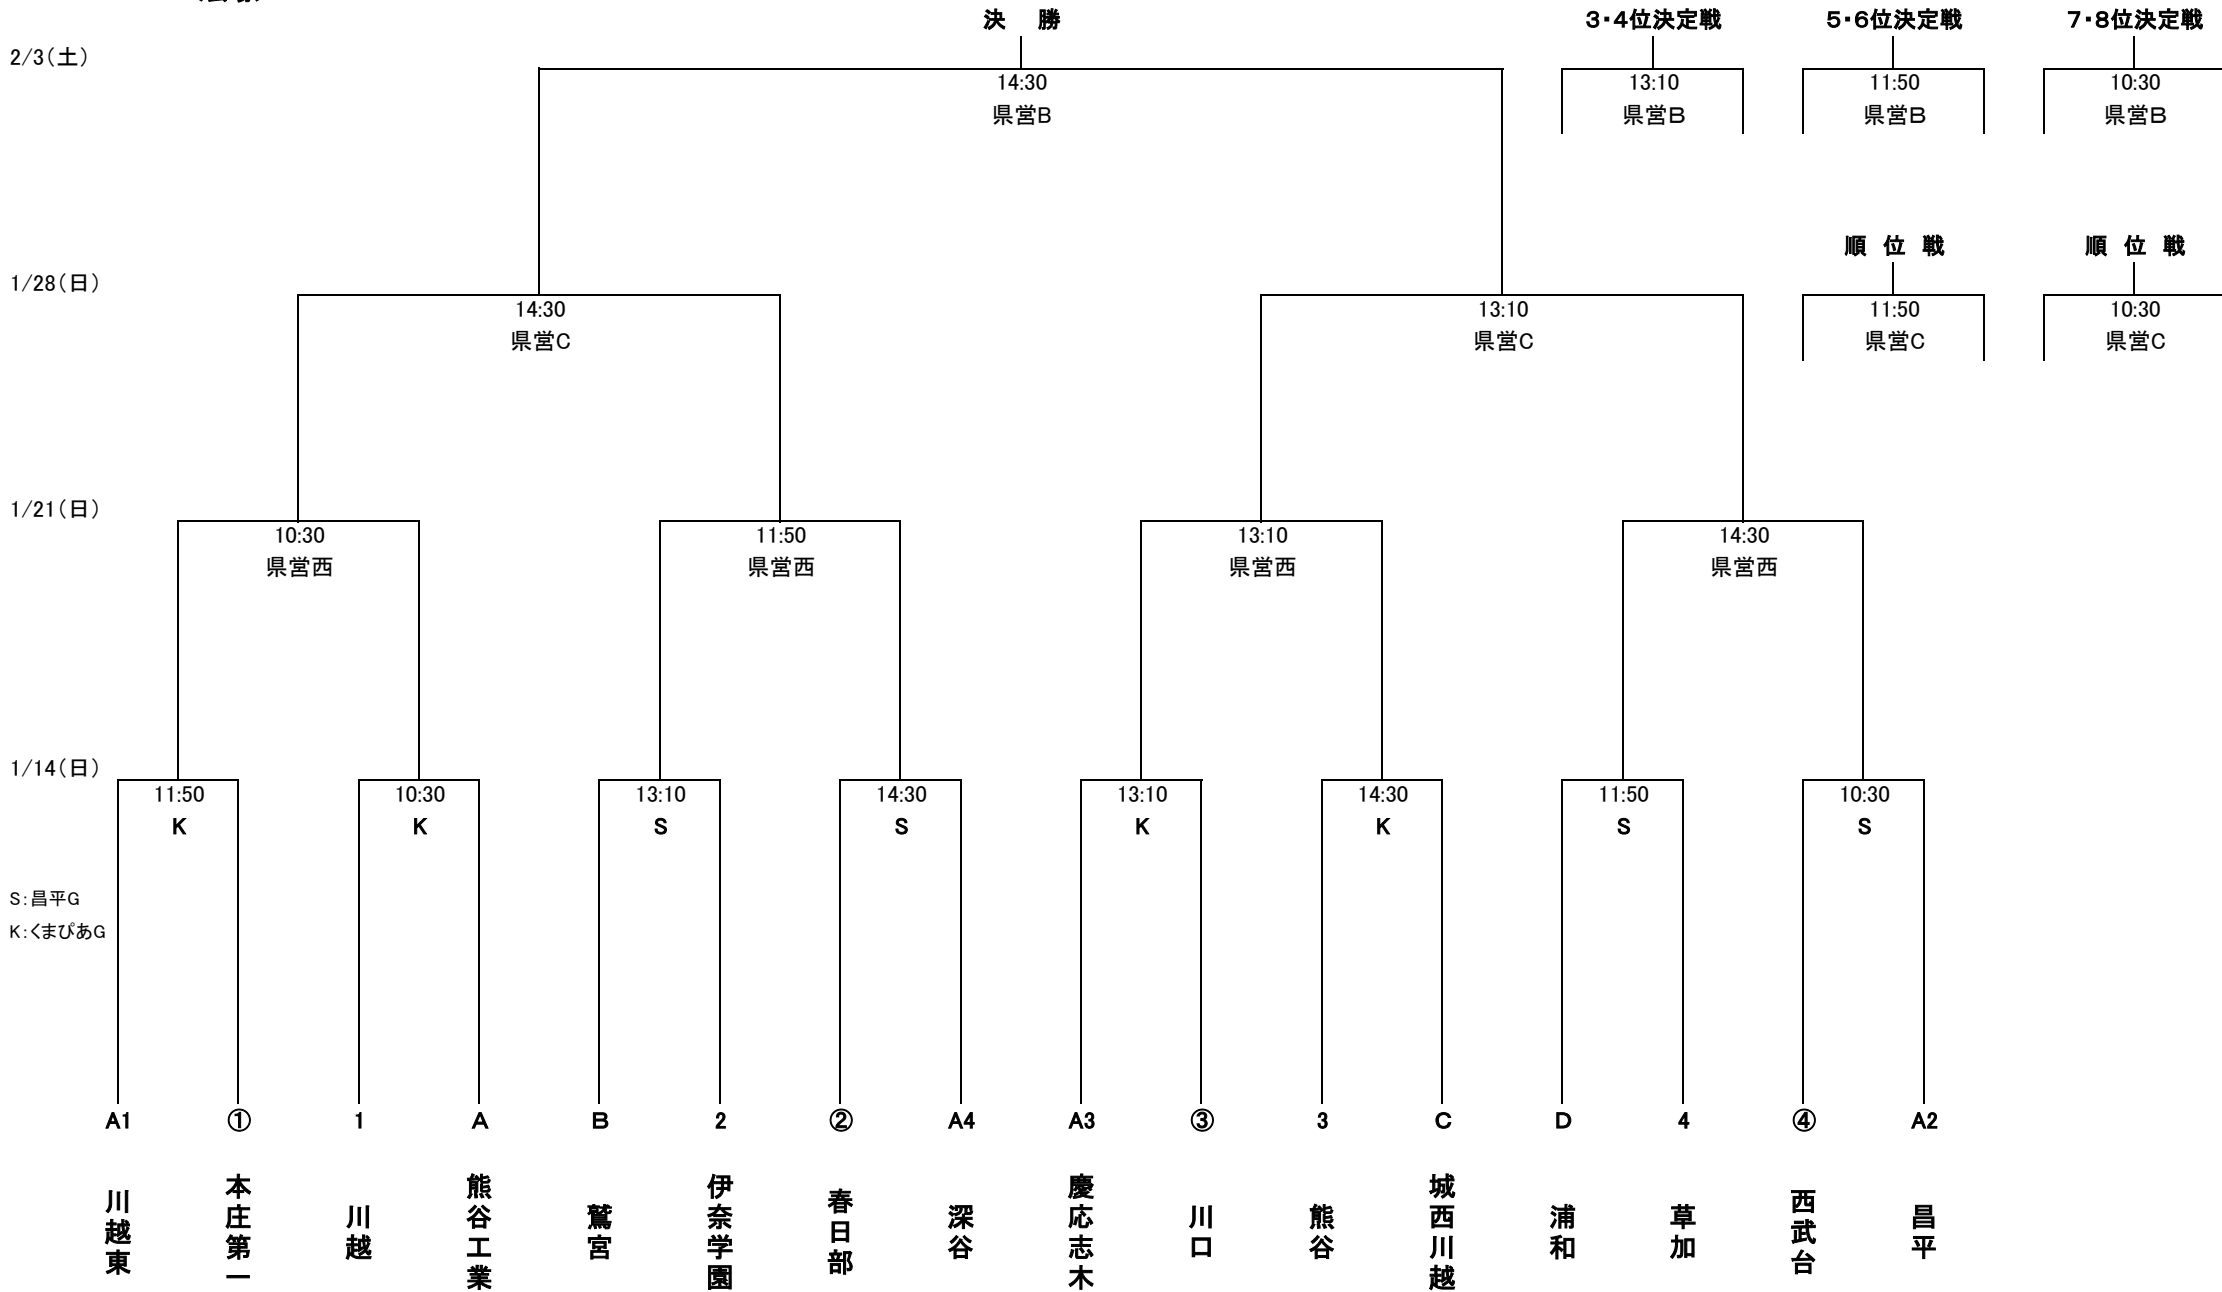 決　勝
3・4位決定戦
5・6位決定戦
7・8位決定戦
2/3(土)
14:30
13:10
11:50
10:30
県営B
県営B
県営B
県営B
順 位 戦
順 位 戦
1/28(日)
14:30
13:10
11:50
10:30
県営C
県営C
県営C
県営C
1/21(日)
10:30
11:50
13:10
14:30
県営西
県営西
県営西
県営西
1/14(日)
11:50
10:30
13:10
14:30
13:10
14:30
11:50
10:30
K
K
S
S
K
K
S
S
S:昌平G
K:くまぴあG
A1
①
1
A
B
2
②
A4
A3
③
3
C
D
4
④
A2
川越東
本庄第一
川越
熊谷工業
鷲宮
伊奈学園
春日部
深谷
慶応志木
川口
熊谷
城西川越
浦和
草加
西武台
昌平